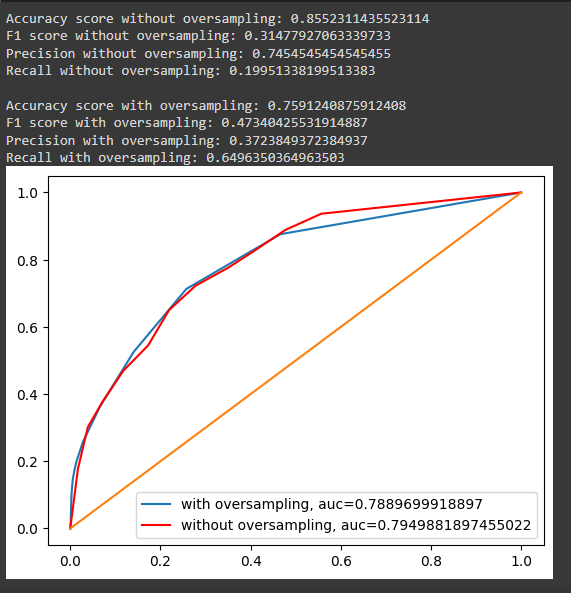 Accuracy score without oversampling: 0.8552311435523114
F1 score without oversampling: 0.31477927063339733
Precision without oversampling: 0.7454545454545455
Recall without oversampling: 0.19951338199513383
Accuracy score with oversampling: 0.7591240875912408
F1 score with oversampling: 0.47340425531914887
Precision with oversampling: 0.3723849372384937
Recall with oversampling: 0.6496350364963503
1.0
0.8
0.6
0.4
0.2
0.0
with oversampling, auc=0.7889699918897
without oversampling, auc=0.7949881897455022
0.0 0.2 0.4 0.6 0.8 1.0